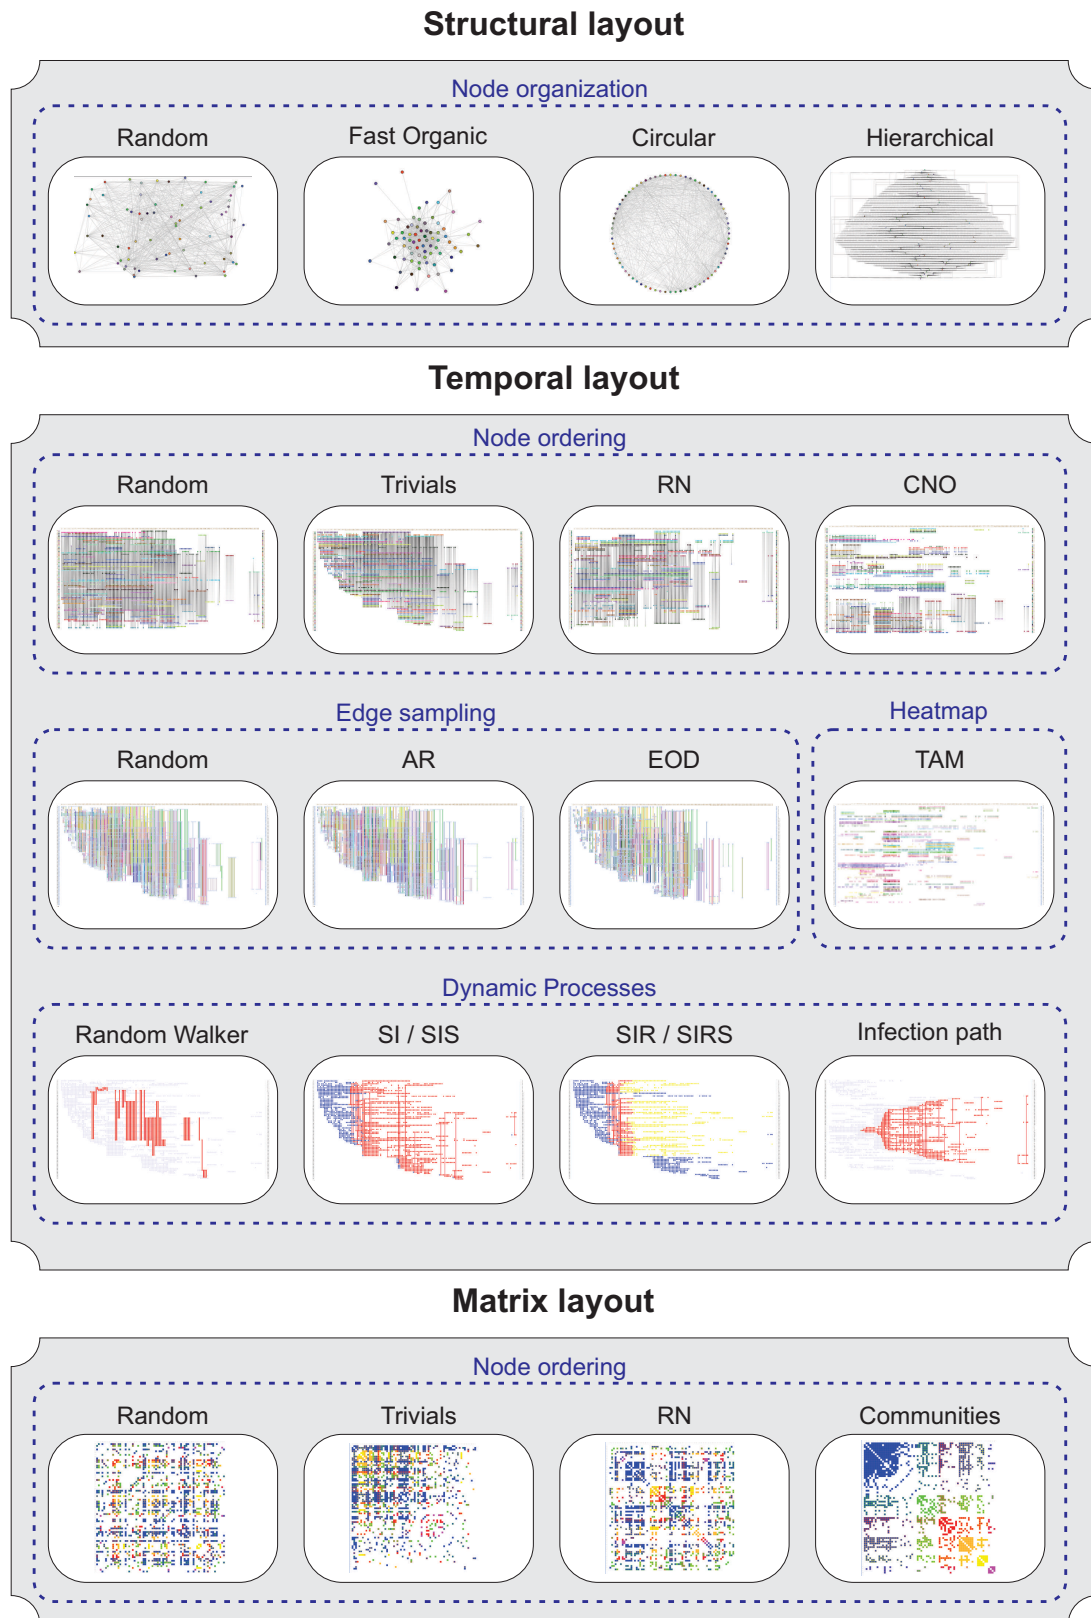 Structural layout
Node organization
Random
Fast Organic
Circular
Hierarchical
Temporal layout
Node ordering
Random
Trivials
RN
CNO
Edge sampling
Heatmap
Random
AR
EOD
TAM
Dynamic Processes
Random Walker
SI / SIS
SIR / SIRS
Infection path
Matrix layout
Node ordering
Random
Trivials
RN
Communities